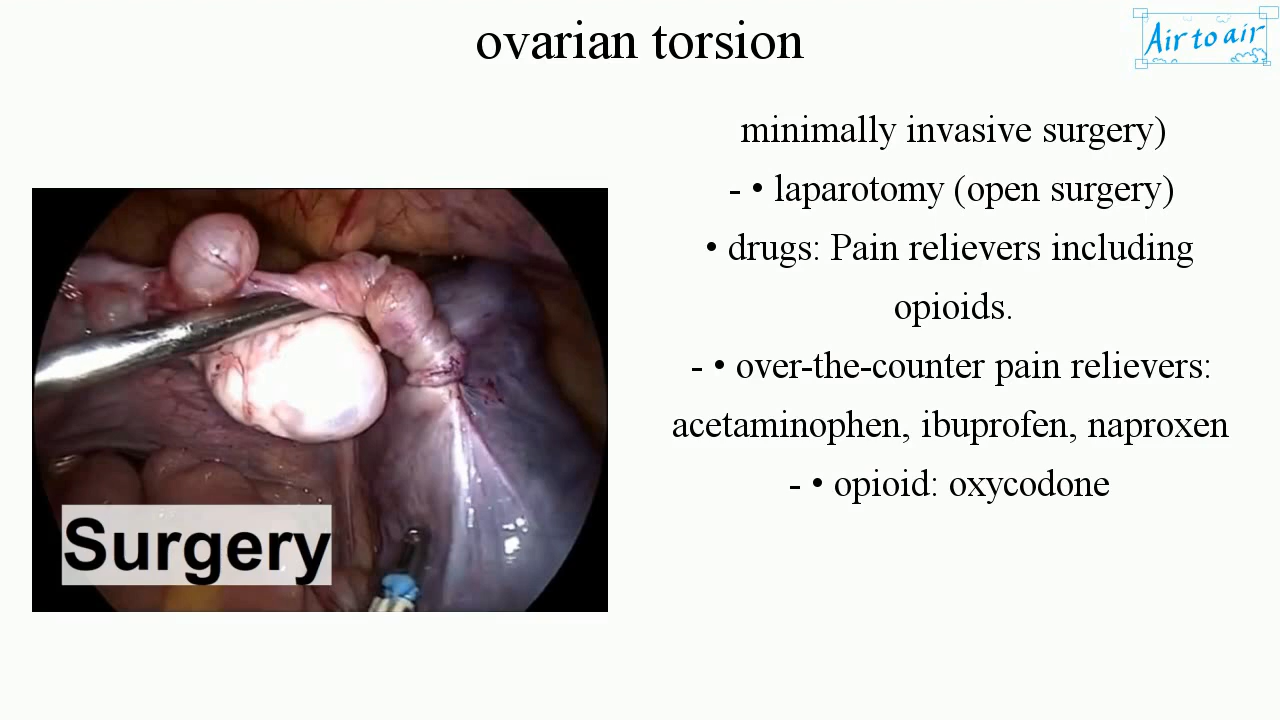 ovarian torsion
Air to air
minimally invasive surgery)
- • laparotomy (open surgery)
• drugs: Pain relievers including
opioids.
- • over-the-counter pain relievers:
acetaminophen, ibuprofen, naproxen
- • opioid: oxycodone
Surgery